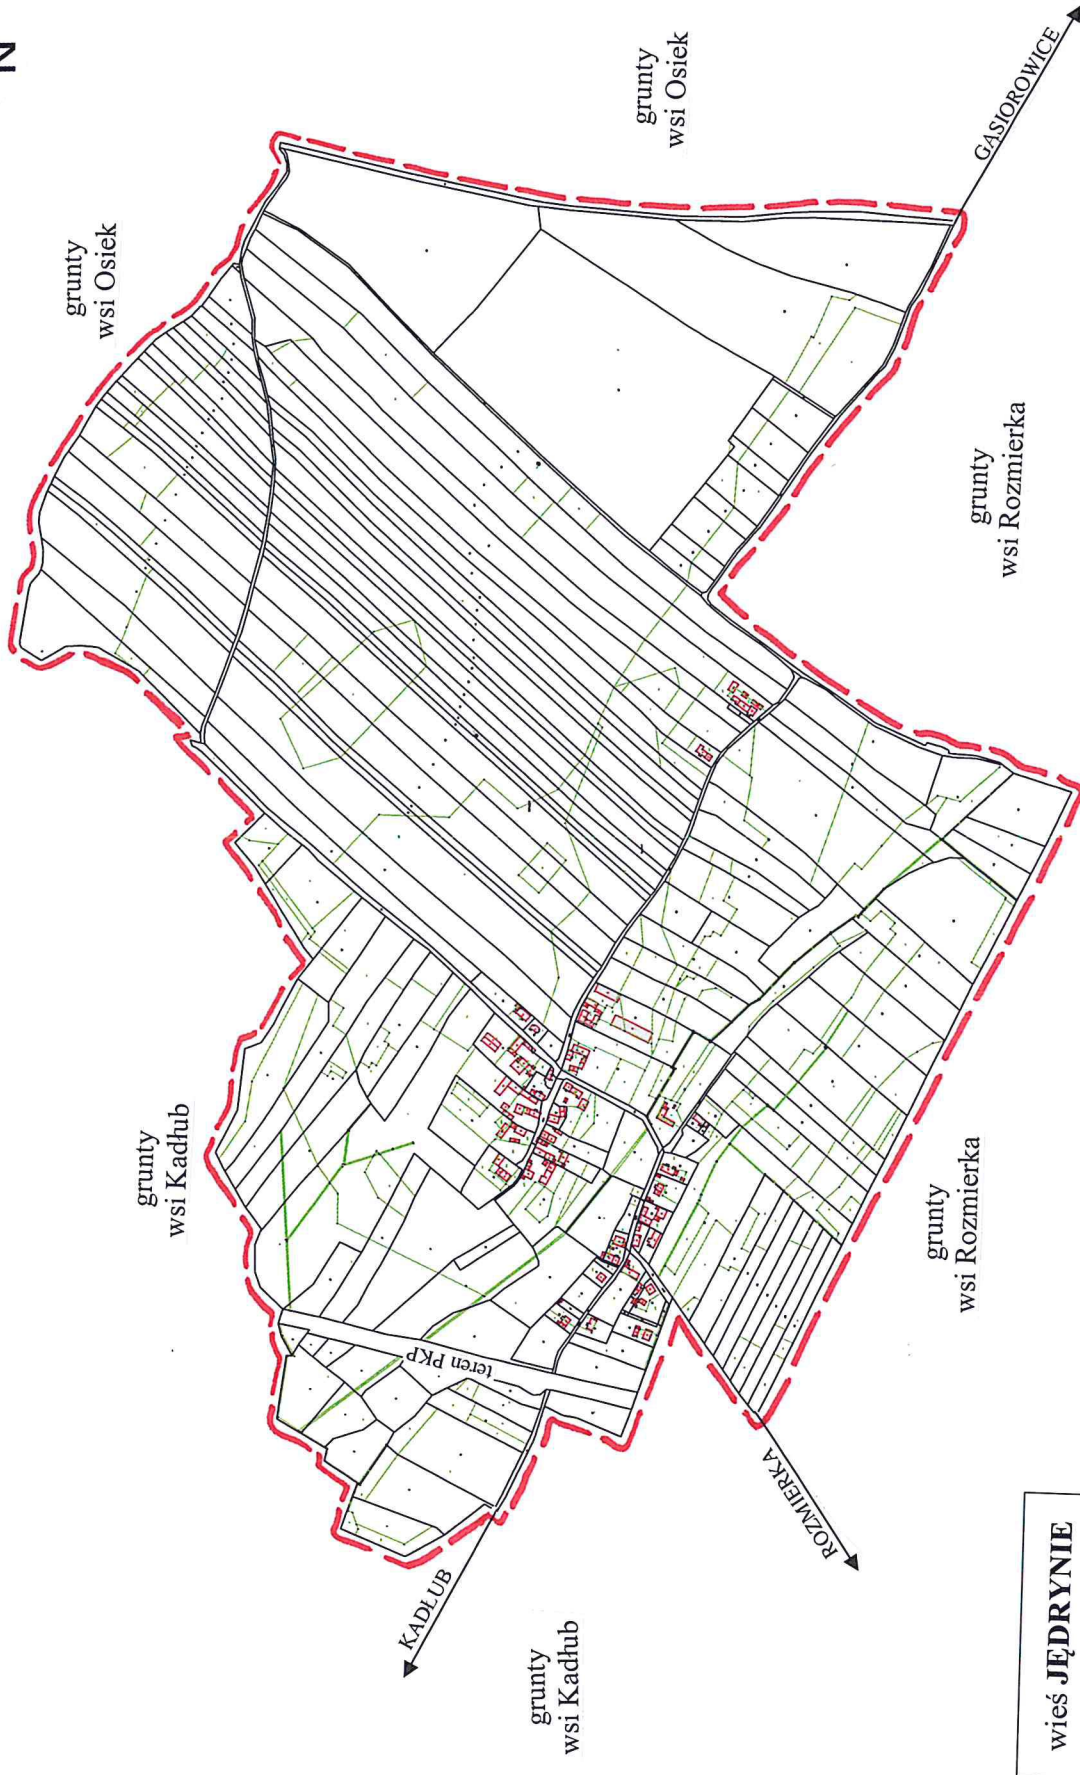 N
grunty
wsi Osiek
grunty
wsi Osiek
GĄSIOROWICE
grunty
wsi Rozmierka
grunty
wsi Kadłub
grunty
wsi Rozmierka
teren PKP
ROZMIERKA
KADŁUB
grunty
wsi Kadłub
wieś JĘDRYNIE